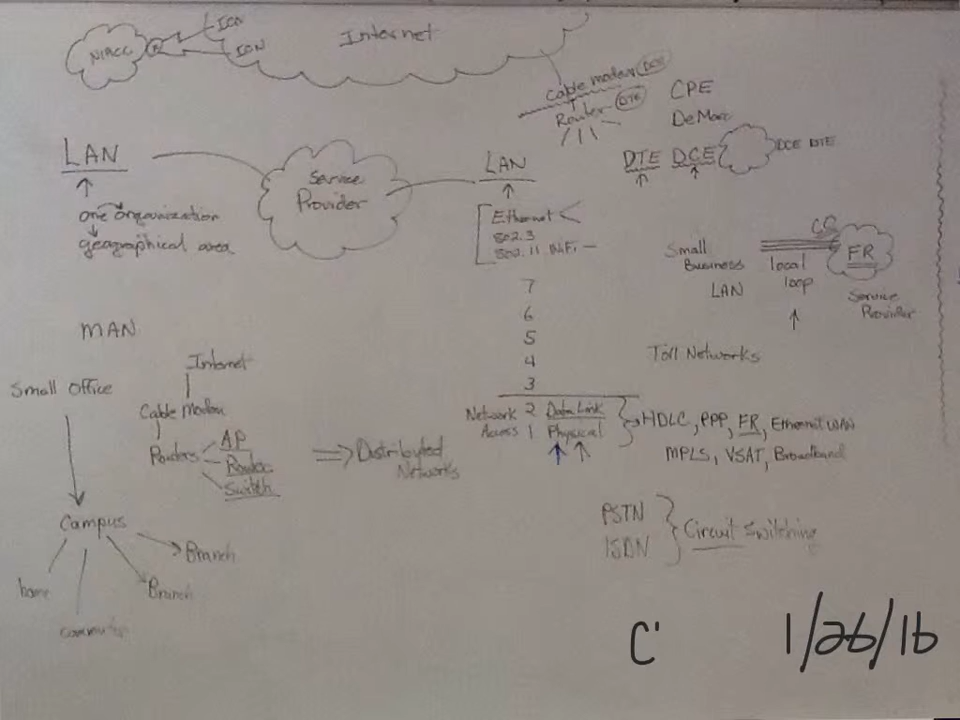 ICN
ICN
NIACC
Internet
Cable modem DCE
Router DTE
CPE
DeMarc
DTE DCE
DCE DTE
LAN
one organization
geographical area
Service
Provider
LAN
Ethernet
802.3
802.11 WiFi
7
6
5
4
3
Network 2 Data Link
Access 1 Physical
HDLC, PPP, FR, Ethernet WAN
MPLS, VSAT, Broadband
Small
Business
LAN
local
loop
CO
FR
Service
Provider
Toll Networks
PSTN
ISDN
Circuit Switching
MAN
Small Office
Internet
Cable Modem
Routers
AP
Router
Switch
Distributed
Networks
Campus
Branch
Branch
home
commuter
C'
1/26/16